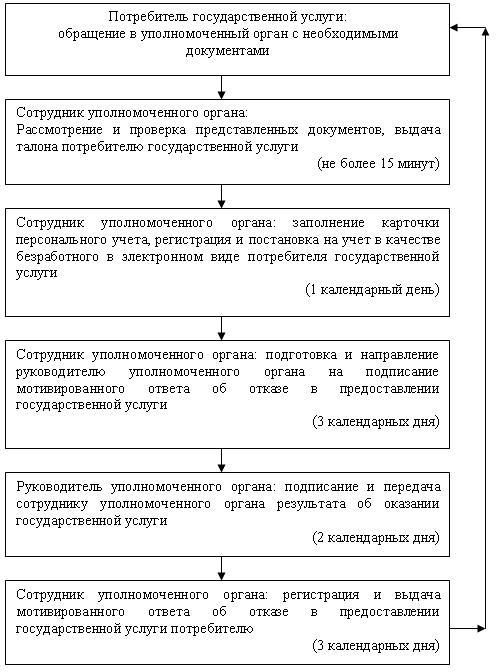 Потребитель государственной услуги:
обращение в уполномоченный орган с необходимыми
документами
Сотрудник уполномоченного органа:
Рассмотрение и проверка представленных документов, выдача
талона потребителю государственной услуги
(не более 15 минут)
Сотрудник уполномоченного органа: заполнение карточки
персонального учета, регистрация и постановка на учет в качестве
безработного в электронном виде потребителя государственной
услуги
(1 календарный день)
Сотрудник уполномоченного органа: подготовка и направление
руководителю уполномоченного органа на подписание
мотивированного ответа об отказе в предоставлении
государственной услуги
(3 календарных дня)
Руководитель уполномоченного органа: подписание и передача
сотруднику уполномоченного органа результата об оказании
государственной услуги
(2 календарных дня)
Сотрудник уполномоченного органа: регистрация и выдача
мотивированного ответа об отказе в предоставлении
государственной услуги потребителю
(3 календарных дня)